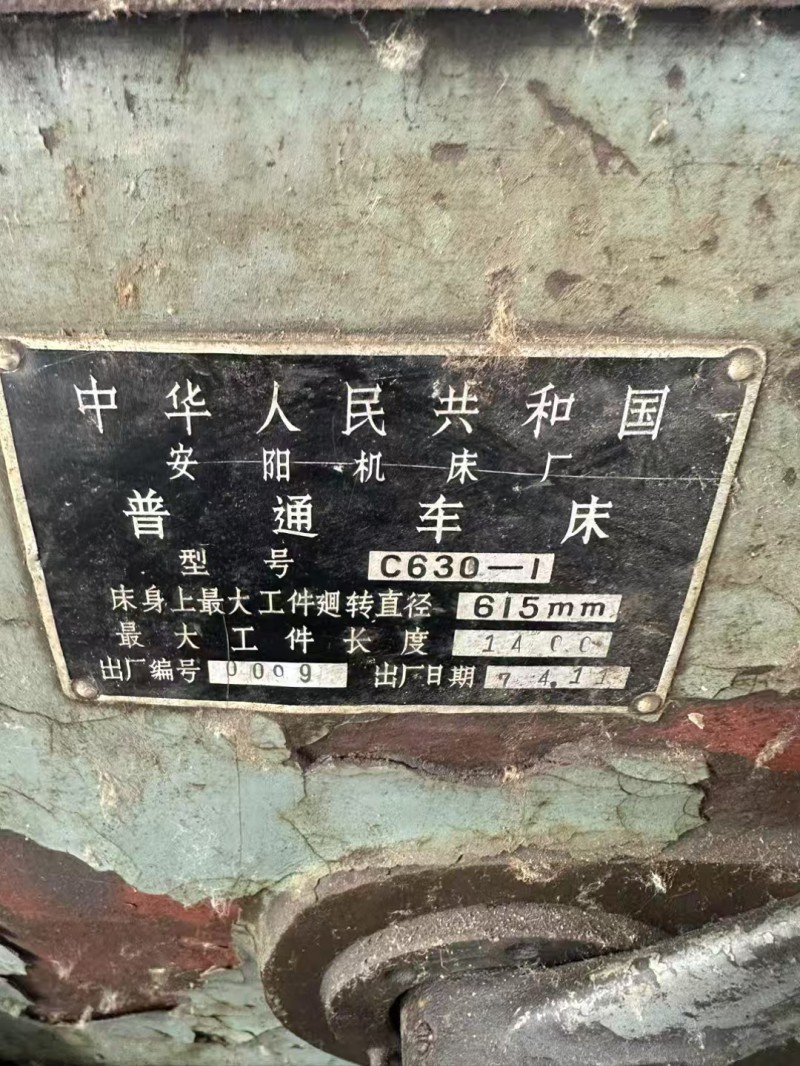 中华人民共和国
安阳机床厂
普通车床
型号 C630-1
床身上最大工件廻转直径 615mm
最大工件长度 1400
出厂编号 0099 出厂日期 74.11